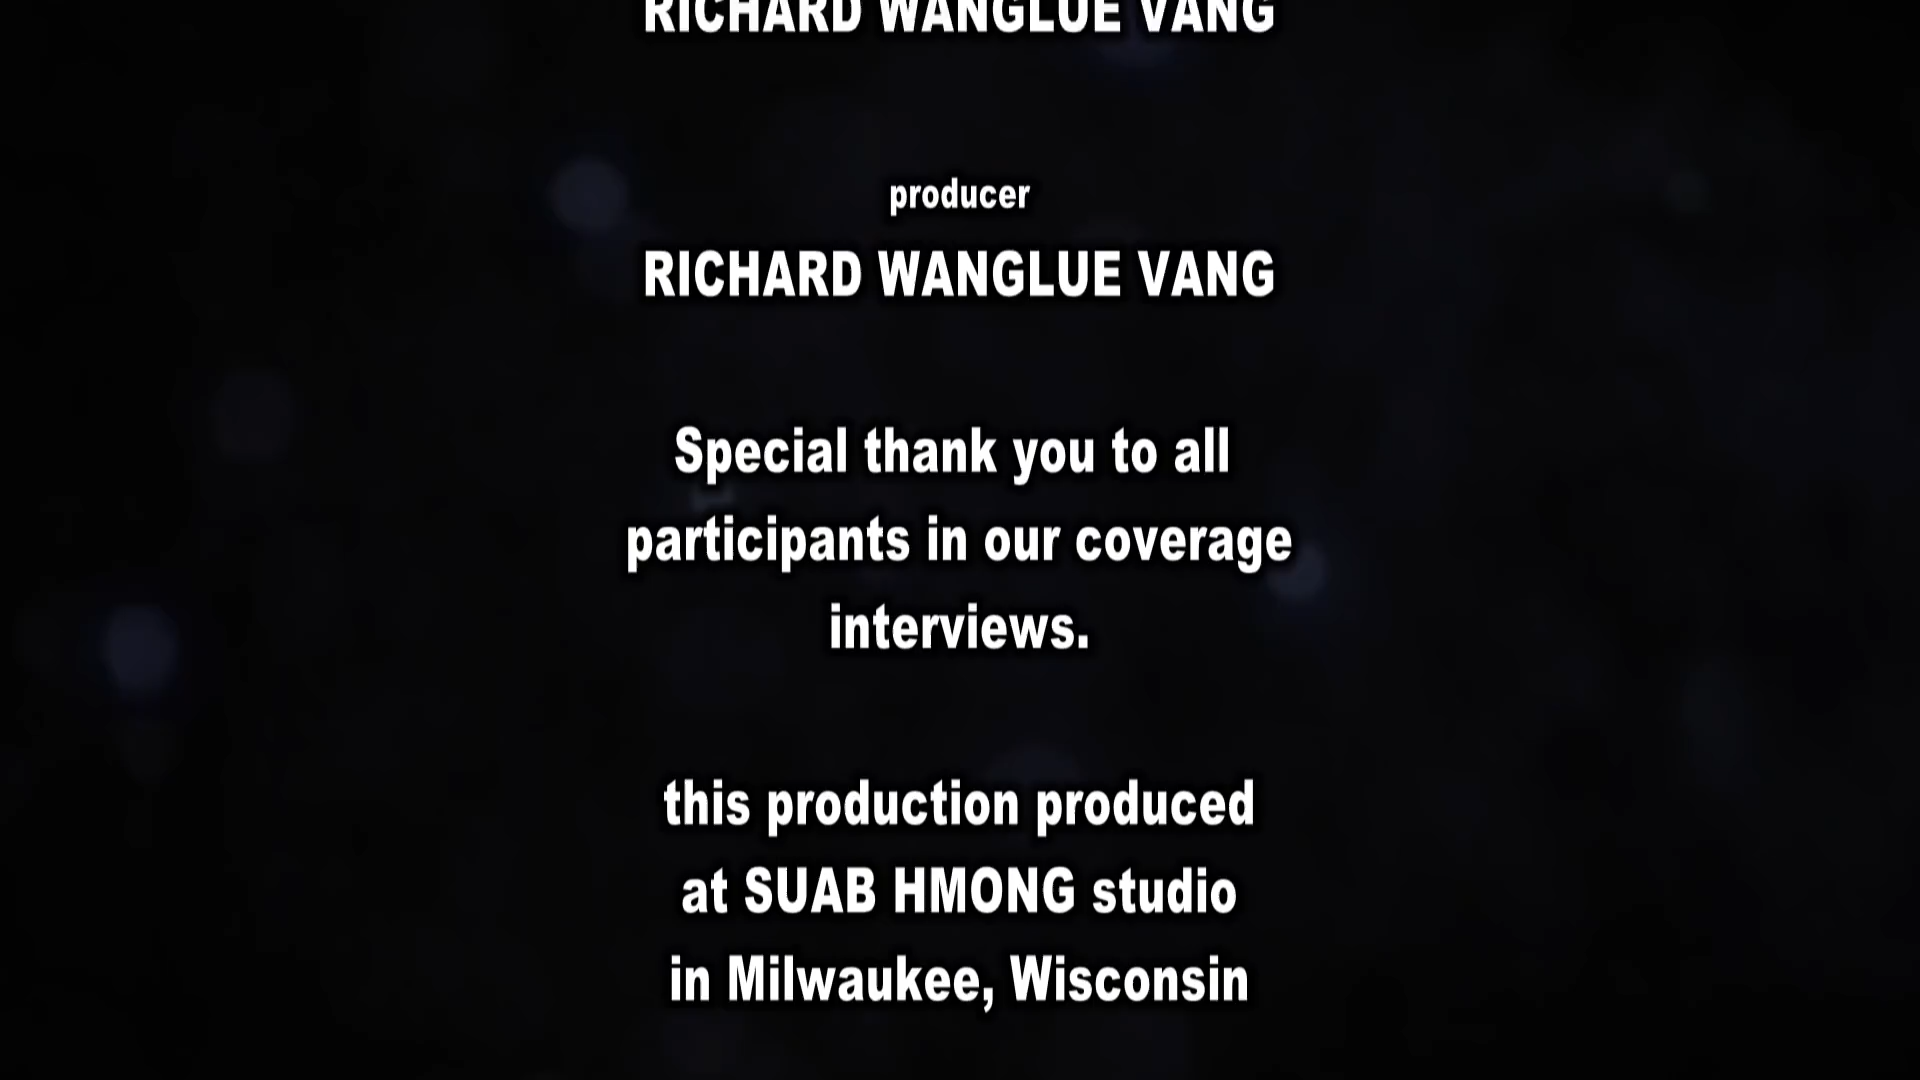 RICHARD WANGLUE VANG
producer
RICHARD WANGLUE VANG
Special thank you to all
participants in our coverage
interviews.
this production produced
at SUAB HMONG studio
in Milwaukee, Wisconsin